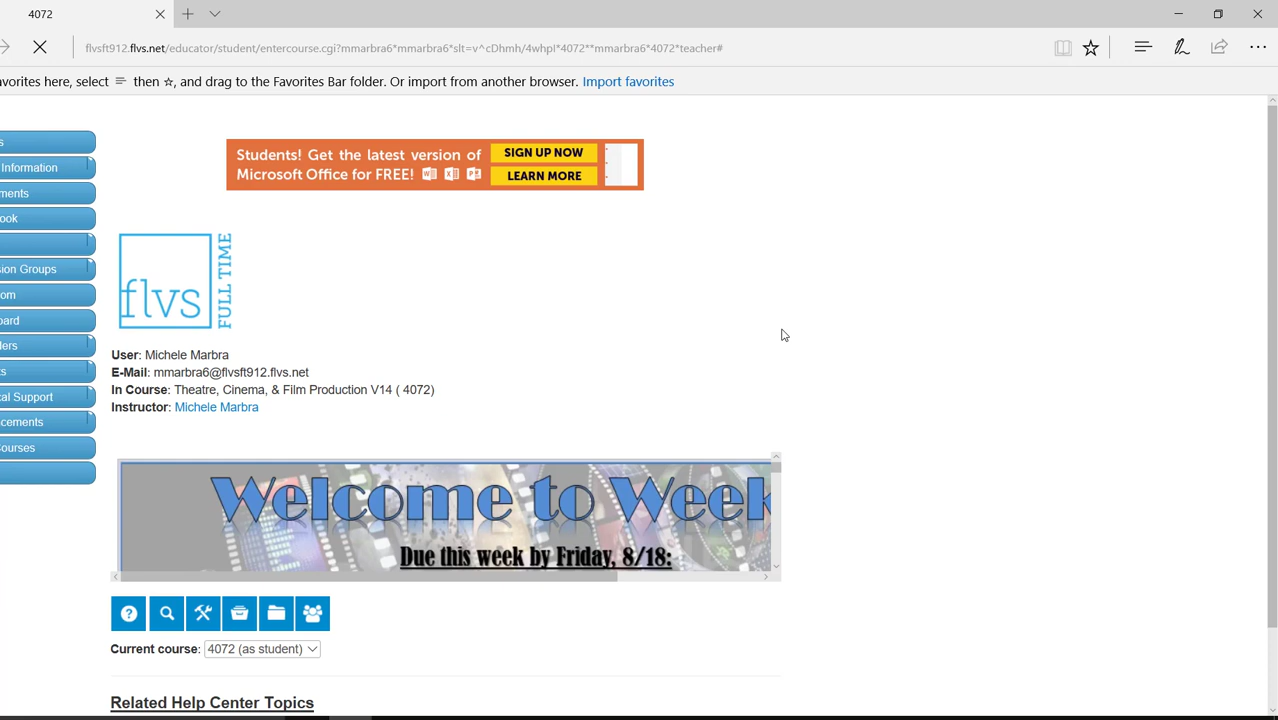 4072
flvsft912.flvs.net/educator/student/entercourse.cgi?mmarbra6*mmarbra6*slt=v^cDhmh/4whpI*4072**mmarbra6*4072*teacher#
avorites here, select then ☆, and drag to the Favorites Bar folder. Or import from another browser. Import favorites
s
Information
ments
ook
sion Groups
om
oard
ders
ts
cal Support
cements
Courses
Students! Get the latest version of
Microsoft Office for FREE!
SIGN UP NOW
LEARN MORE
flvs
FULL TIME
User: Michele Marbra
E-Mail: mmarbra6@flvsft912.flvs.net
In Course: Theatre, Cinema, & Film Production V14 ( 4072)
Instructor: Michele Marbra
Welcome to Week
Due this week by Friday, 8/18:
Current course: 4072 (as student)
Related Help Center Topics